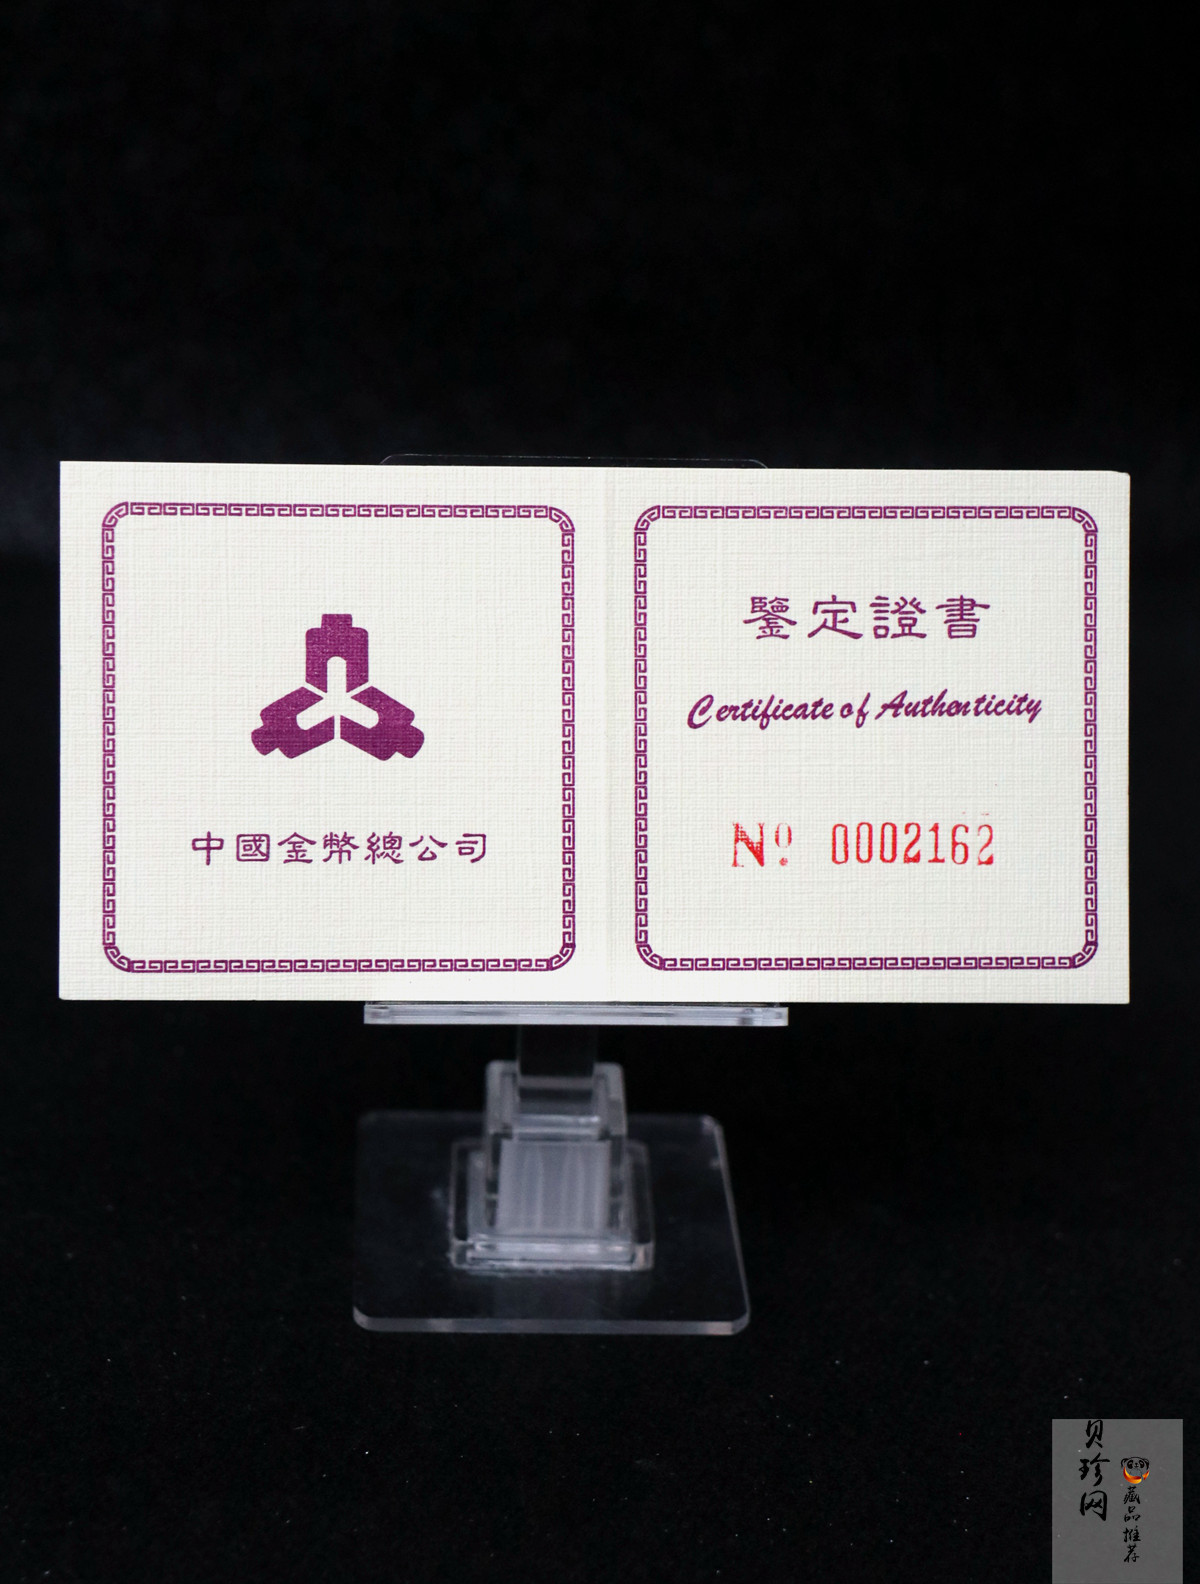 中國金幣總公司
鑒定證書
Certificate of Authenticity
Nº 0002162
贝珍网
藏品推荐